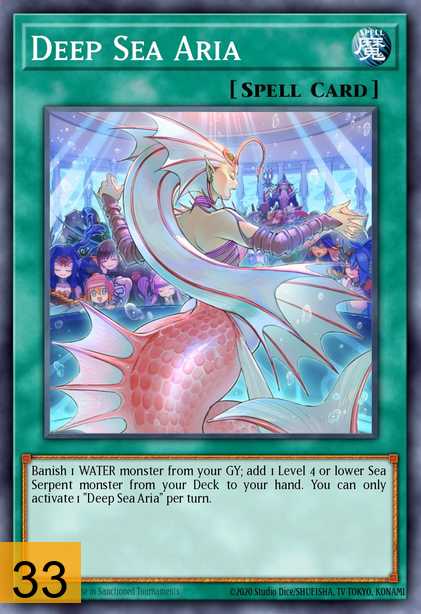 Deep Sea Aria
SPELL
魔
[Spell Card]
Banish 1 WATER monster from your GY; add 1 Level 4 or lower Sea
Serpent monster from your Deck to your hand. You can only
activate 1 "Deep Sea Aria" per turn.
33
se in Sanctioned Tournaments
©2020 Studio Dice/SHUEISHA, TV TOKYO, KONAMI